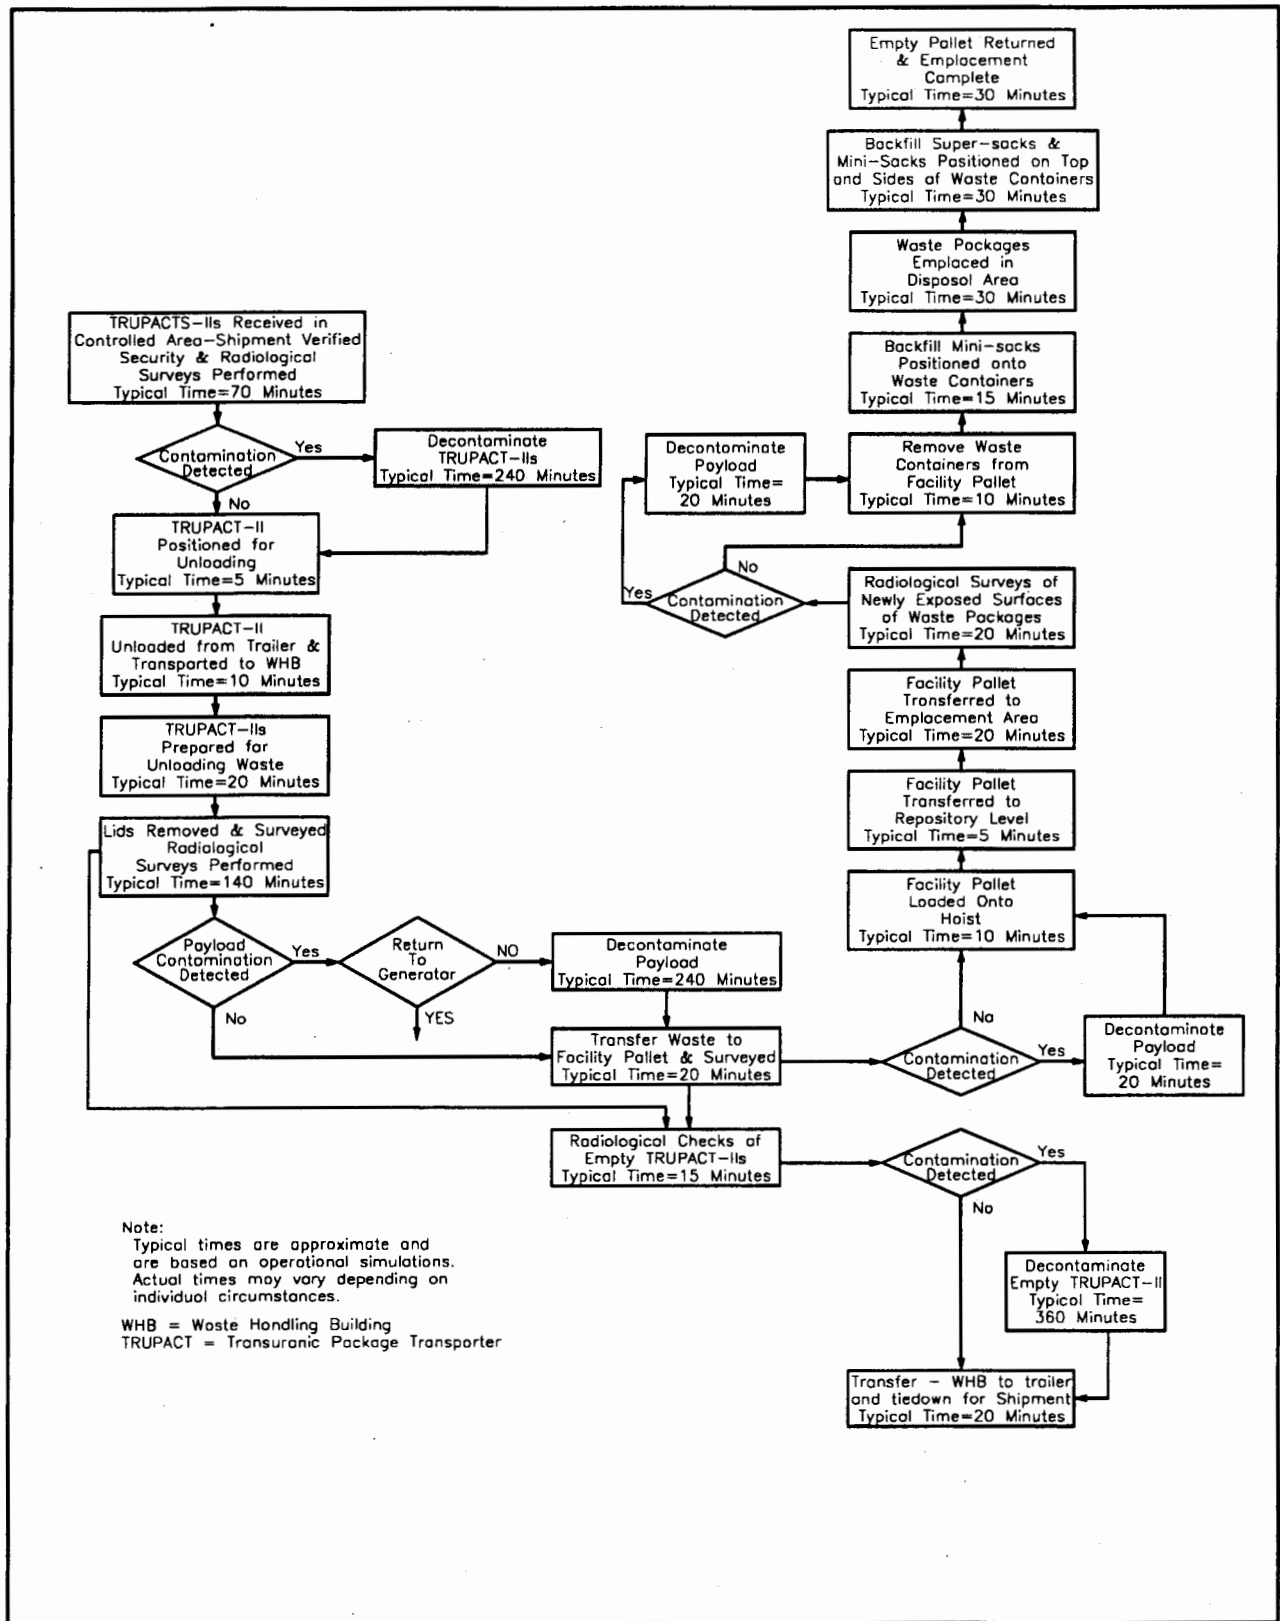 TRUPACTS-IIs Received in
Controlled Area-Shipment Verified
Security & Radiological
Surveys Performed
Typical Time=70 Minutes
Contamination
Detected
Yes
No
Decontaminate
TRUPACT-IIs
Typical Time=240 Minutes
TRUPACT-II
Positioned for
Unloading
Typical Time=5 Minutes
TRUPACT-II
Unloaded from Trailer &
Transported to WHB
Typical Time=10 Minutes
TRUPACT-IIs
Prepared for
Unloading Waste
Typical Time=20 Minutes
Lids Removed & Surveyed
Radiological
Surveys Performed
Typical Time=140 Minutes
Payload
Contamination
Detected
Yes
No
Return
To
Generator
NO
YES
Decontaminate
Payload
Typical Time=240 Minutes
Transfer Waste to
Facility Pallet & Surveyed
Typical Time=20 Minutes
Radiological Checks of
Empty TRUPACT-IIs
Typical Time=15 Minutes
Contamination
Detected
Yes
No
Decontaminate
Empty TRUPACT-II
Typical Time=
360 Minutes
Transfer - WHB to trailer
and tiedown for Shipment
Typical Time=20 Minutes
Contamination
Detected
Yes
No
Decontaminate
Payload
Typical Time=
20 Minutes
Facility Pallet
Loaded Onto
Hoist
Typical Time=10 Minutes
Facility Pallet
Transferred to
Repository Level
Typical Time=5 Minutes
Facility Pallet
Transferred to
Emplacement Area
Typical Time=20 Minutes
Radiological Surveys of
Newly Exposed Surfaces
of Waste Packages
Typical Time=20 Minutes
Contamination
Detected
Yes
No
Decontaminate
Payload
Typical Time=
20 Minutes
Remove Waste
Containers from
Facility Pallet
Typical Time=10 Minutes
Backfill Mini-sacks
Positioned onto
Waste Containers
Typical Time=15 Minutes
Waste Packages
Emplaced in
Disposal Area
Typical Time=30 Minutes
Backfill Super-sacks &
Mini-Sacks Positioned on Top
and Sides of Waste Containers
Typical Time=30 Minutes
Empty Pallet Returned
& Emplacement
Complete
Typical Time=30 Minutes
Note:
Typical times are approximate and
are based on operational simulations.
Actual times may vary depending on
individual circumstances.
WHB = Waste Handling Building
TRUPACT = Transuranic Package Transporter